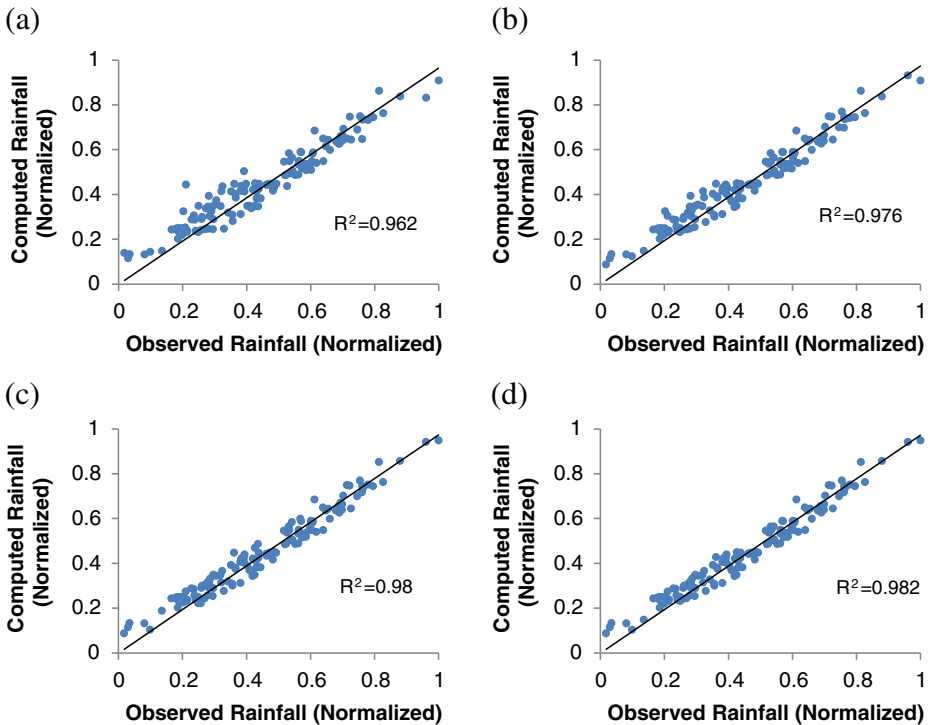 (a)
Computed Rainfall
(Normalized)
1
0.8
0.6
0.4
0.2
0
R²=0.962
0 0.2 0.4 0.6 0.8 1
Observed Rainfall (Normalized)
(b)
Computed Rainfall
(Normalized)
1
0.8
0.6
0.4
0.2
0
R²=0.976
0 0.2 0.4 0.6 0.8 1
Observed Rainfall (Normalized)
(c)
Computed Rainfall
(Normalized)
1
0.8
0.6
0.4
0.2
0
R²=0.98
0 0.2 0.4 0.6 0.8 1
Observed Rainfall (Normalized)
(d)
Computed Rainfall
(Normalized)
1
0.8
0.6
0.4
0.2
0
R²=0.982
0 0.2 0.4 0.6 0.8 1
Observed Rainfall (Normalized)